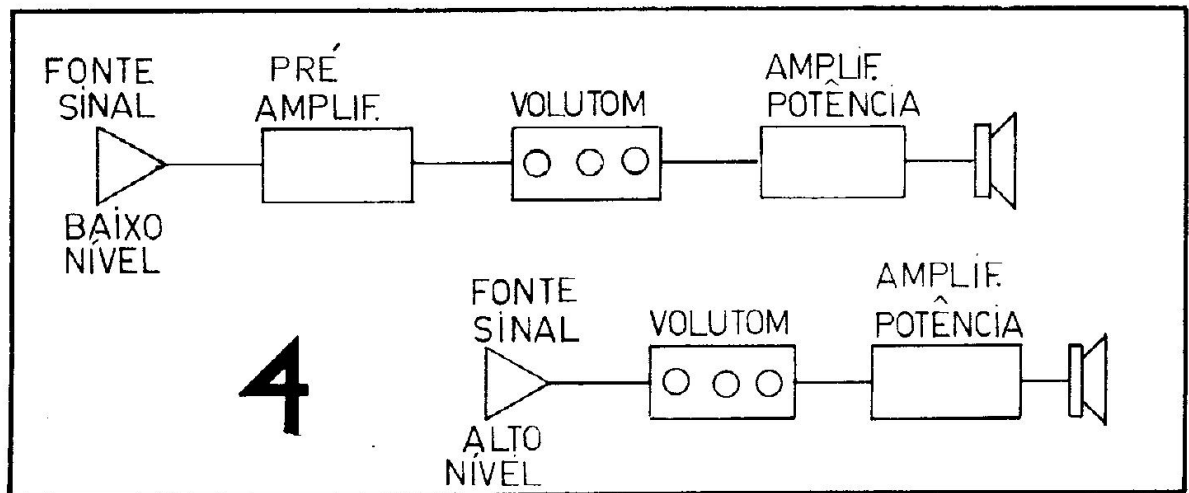 FONTE
SINAL
PRÉ
AMPLIF.
VOLUTOM
AMPLIF.
POTÊNCIA
BAIXO
NÍVEL
FONTE
SINAL
VOLUTOM
AMPLIF.
POTÊNCIA
ALTO
NÍVEL
4